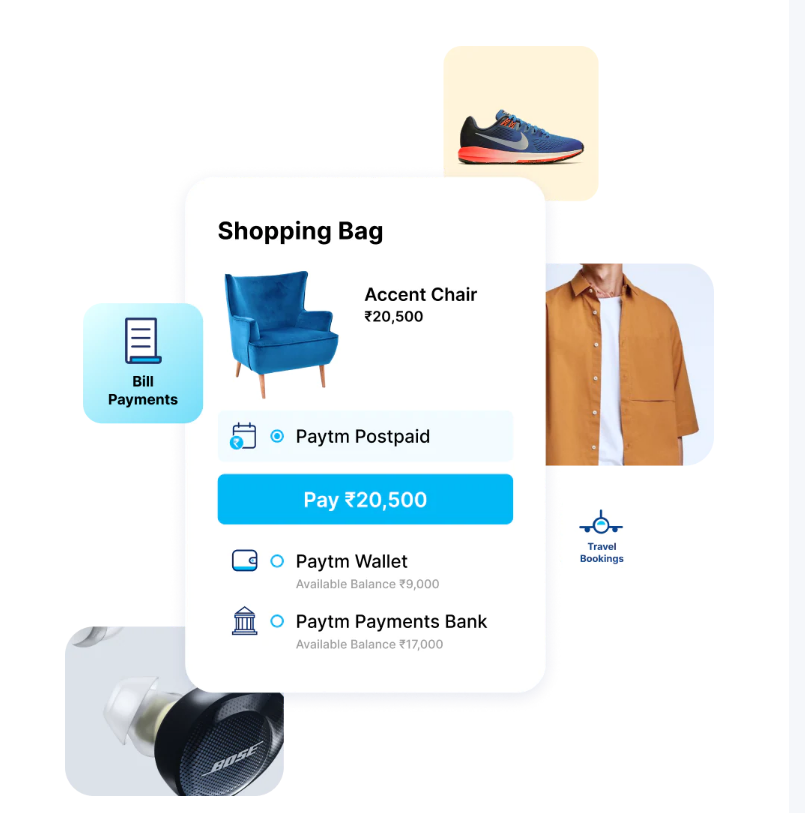 Shopping Bag
Accent Chair
₹20,500
Bill
Payments
₹
Paytm Postpaid
Pay ₹20,500
Travel
Bookings
Paytm Wallet
Available Balance ₹9,000
Paytm Payments Bank
Available Balance ₹17,000
BOSE